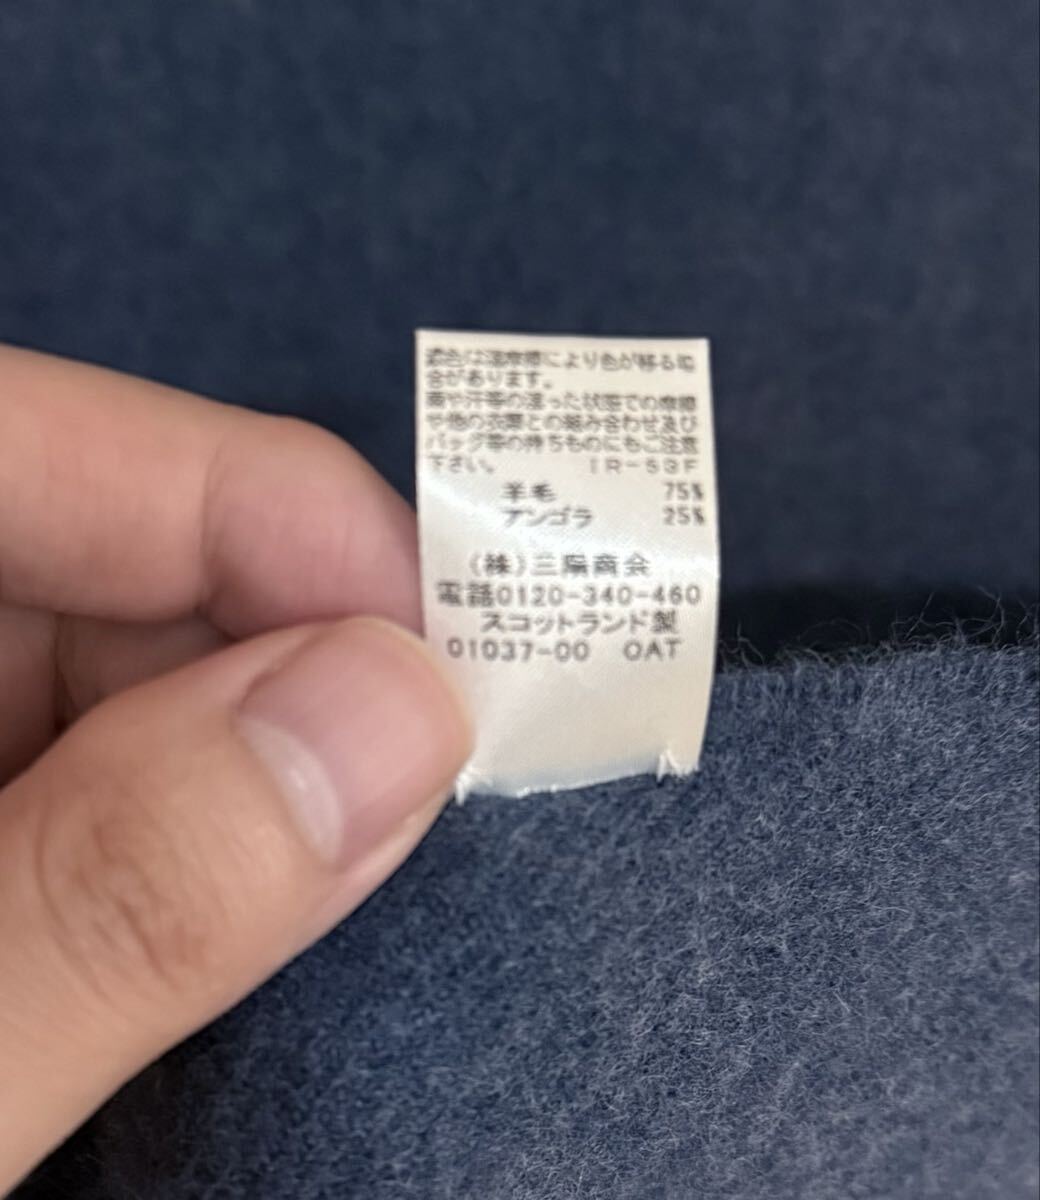 濃色は湿摩擦により色が移る場
合があります。
雨や汗等の湿った状態での摩擦
や他の衣類との組み合わせ及び
バッグ等の持ちものにもご注意
下さい。 IR-53F
羊毛 75%
アンゴラ 25%
(株)三陽商会
電話0120-340-460
スコットランド製
01037-00 OAT